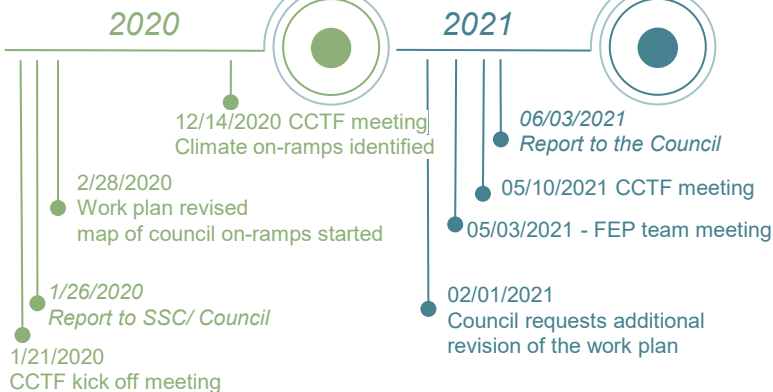 2020
12/14/2020 CCTF meeting
Climate on-ramps identified
2/28/2020
Work plan revised
map of council on-ramps started
1/26/2020
Report to SSC/ Council
1/21/2020
CCTF kick off meeting
2021
06/03/2021
Report to the Council
05/10/2021 CCTF meeting
05/03/2021 - FEP team meeting
02/01/2021
Council requests additional
revision of the work plan